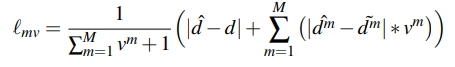 ℓ_{mv} = \frac{1}{\sum_{m=1}^{M} v^m + 1} \left( |\hat{d} - d| + \sum_{m=1}^{M} \left( |\hat{d^m} - \tilde{d^m}| * v^m \right) \right)